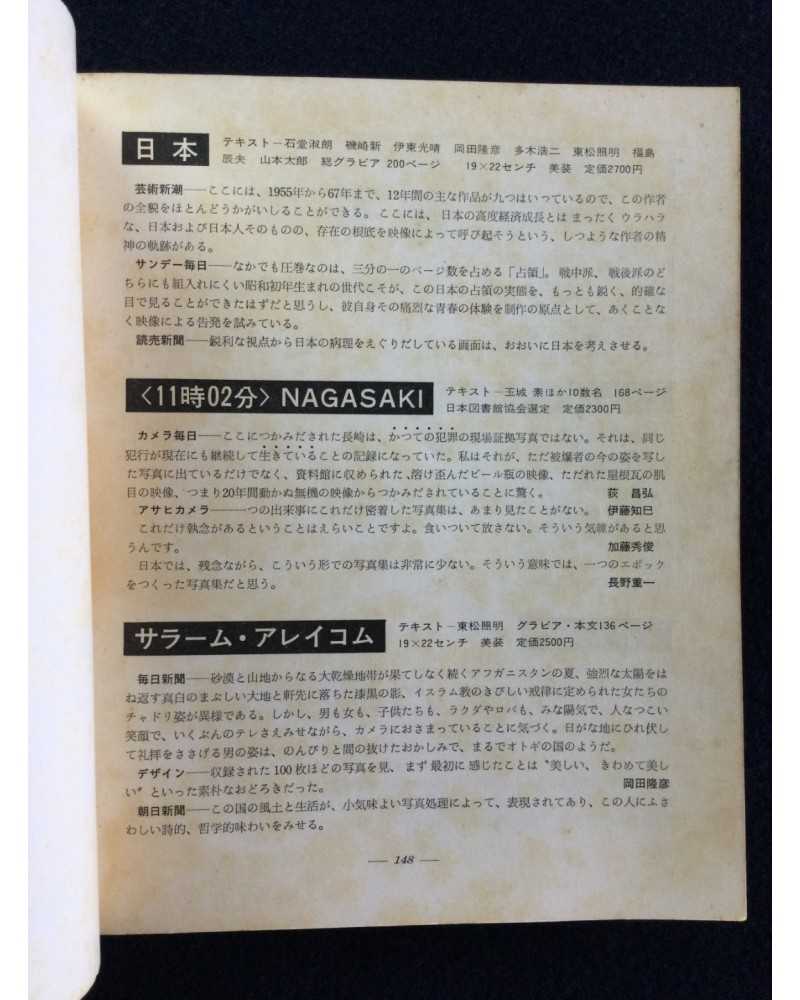 日本
テキスト－石堂淑朗　磯崎新　伊東光晴　岡田隆彦　多木浩二　東松照明　福島
辰夫　山本太郎　総グラビア 200ページ　19×22センチ　美装　定価2700円
芸術新潮――ここには、1955年から67年まで、12年間の主な作品が九つはいっているので、この作者
の全貌をほとんどうかがいしることができる。ここには、日本の高度経済成長とは まったく ウラハラ
な、日本および日本人そのものの、存在の根底を映像によって呼び起そうという、しつような作者の精
神の軌跡がある。
サンデー毎日――なかでも圧巻なのは、三分の一のページ数を占める「占領」。戦中派、戦後派のど
ちらにも組入れにくい昭和初年生まれの世代こそが、この日本の占領の実態を、もっとも鋭く、的確な
目で見ることができたはずだと思うし、彼自身その痛烈な青春の体験を制作の原点として、あくことな
く映像による告発を試みている。
読売新聞――鋭利な視点から日本の病理をえぐりだしている画面は、おおいに日本を考えさせる。
〈11時02分〉NAGASAKI
テキスト－玉城 素ほか10数名　168ページ
日本図書館協会選定　定価2300円
カメラ毎日――ここにつかみだされた長崎は、かつての犯罪の現場証拠写真ではない。それは、同じ
犯行が現在にも継続して生きていることの記録になっていた。私はそれが、ただ被爆者の今の姿を写し
た写真に出ているだけでなく、資料館に収められた、溶け歪んだビール瓶の映像、ただれた屋根瓦の肌
目の映像、つまり20年間動かぬ無機の映像からつかみだされていることに驚く。　荻 昌弘
アサヒカメラ――一つの出来事にこれだけ密着した写真集は、あまり見たことがない。　伊藤知巳
これだけ執念があるということはえらいことですよ。食いついて放さない。そういう気練があると思
うんです。　加藤秀俊
日本では、残念ながら、こういう形での写真集は非常に少ない。そういう意味では、一つのエポック
をつくった写真集だと思う。　長野重一
サラーム・アレイコム
テキスト－東松照明　グラビア・本文136ページ
19×22センチ　美装　定価2500円
毎日新聞――砂漠と山地からなる大乾燥地帯が果てしなく続くアフガニスタンの夏、強烈な太陽をは
ね返す真白のまぶしい大地と軒先に落ちた漆黒の影、イスラム教のきびしい戒律に定められた女たちの
チャドリ姿が異様である。しかし、男も女も、子供たちも、ラクダやロバも、みな陽気で、人なつこい
笑顔で、いくぶんのテレさえみせながら、カメラにおさまっていることに気づく。日がな地にひれ伏し
て礼拝をささげる男の姿は、のんびりと間の抜けたおかしみで、まるでオトギの国のようだ。
デザイン――収録された100枚ほどの写真を見、まず最初に感じたことは〝美しい、きわめて美し
い〟といった素朴なおどろきだった。　岡田隆彦
朝日新聞――この国の風土と生活が、小気味よい写真処理によって、表現されてあり、この人にふさ
わしい詩的、哲学的味わいをみせる。
― 148 ―